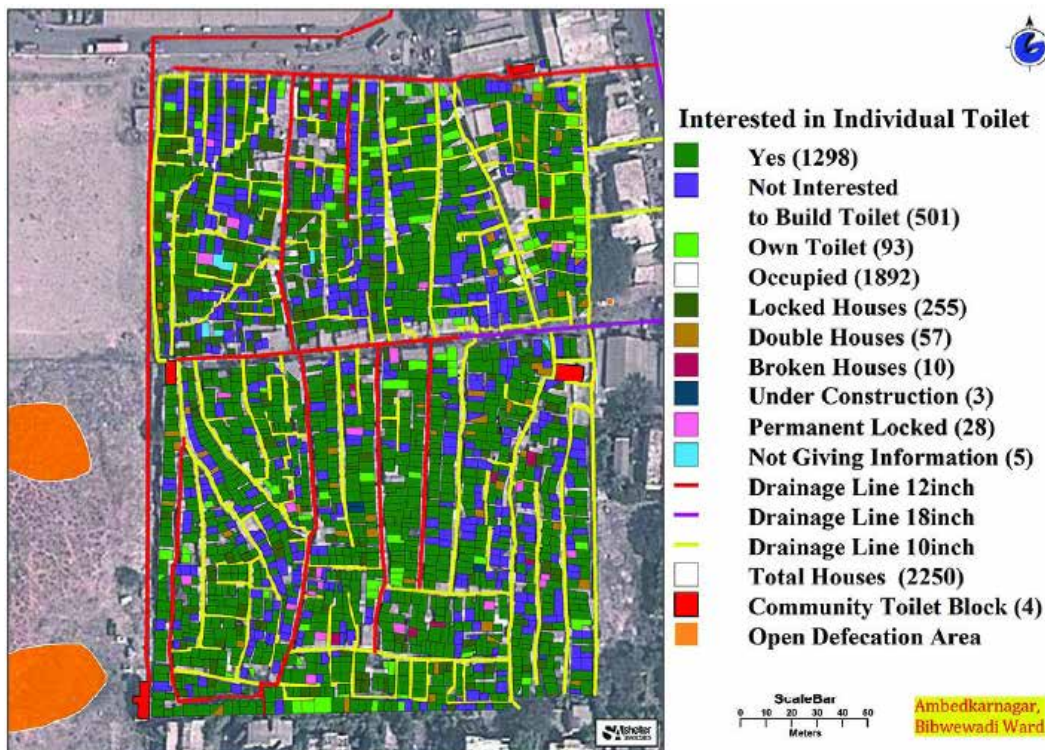 Interested in Individual Toilet
Yes (1298)
Not Interested
to Build Toilet (501)
Own Toilet (93)
Occupied (1892)
Locked Houses (255)
Double Houses (57)
Broken Houses (10)
Under Construction (3)
Permanent Locked (28)
Not Giving Information (5)
Drainage Line 12inch
Drainage Line 18inch
Drainage Line 10inch
Total Houses (2250)
Community Toilet Block (4)
Open Defecation Area
ScaleBar
0 10 20 30 40 50 60
Meters
Ambedkarnagar,
Bibwewadi Ward
shelter